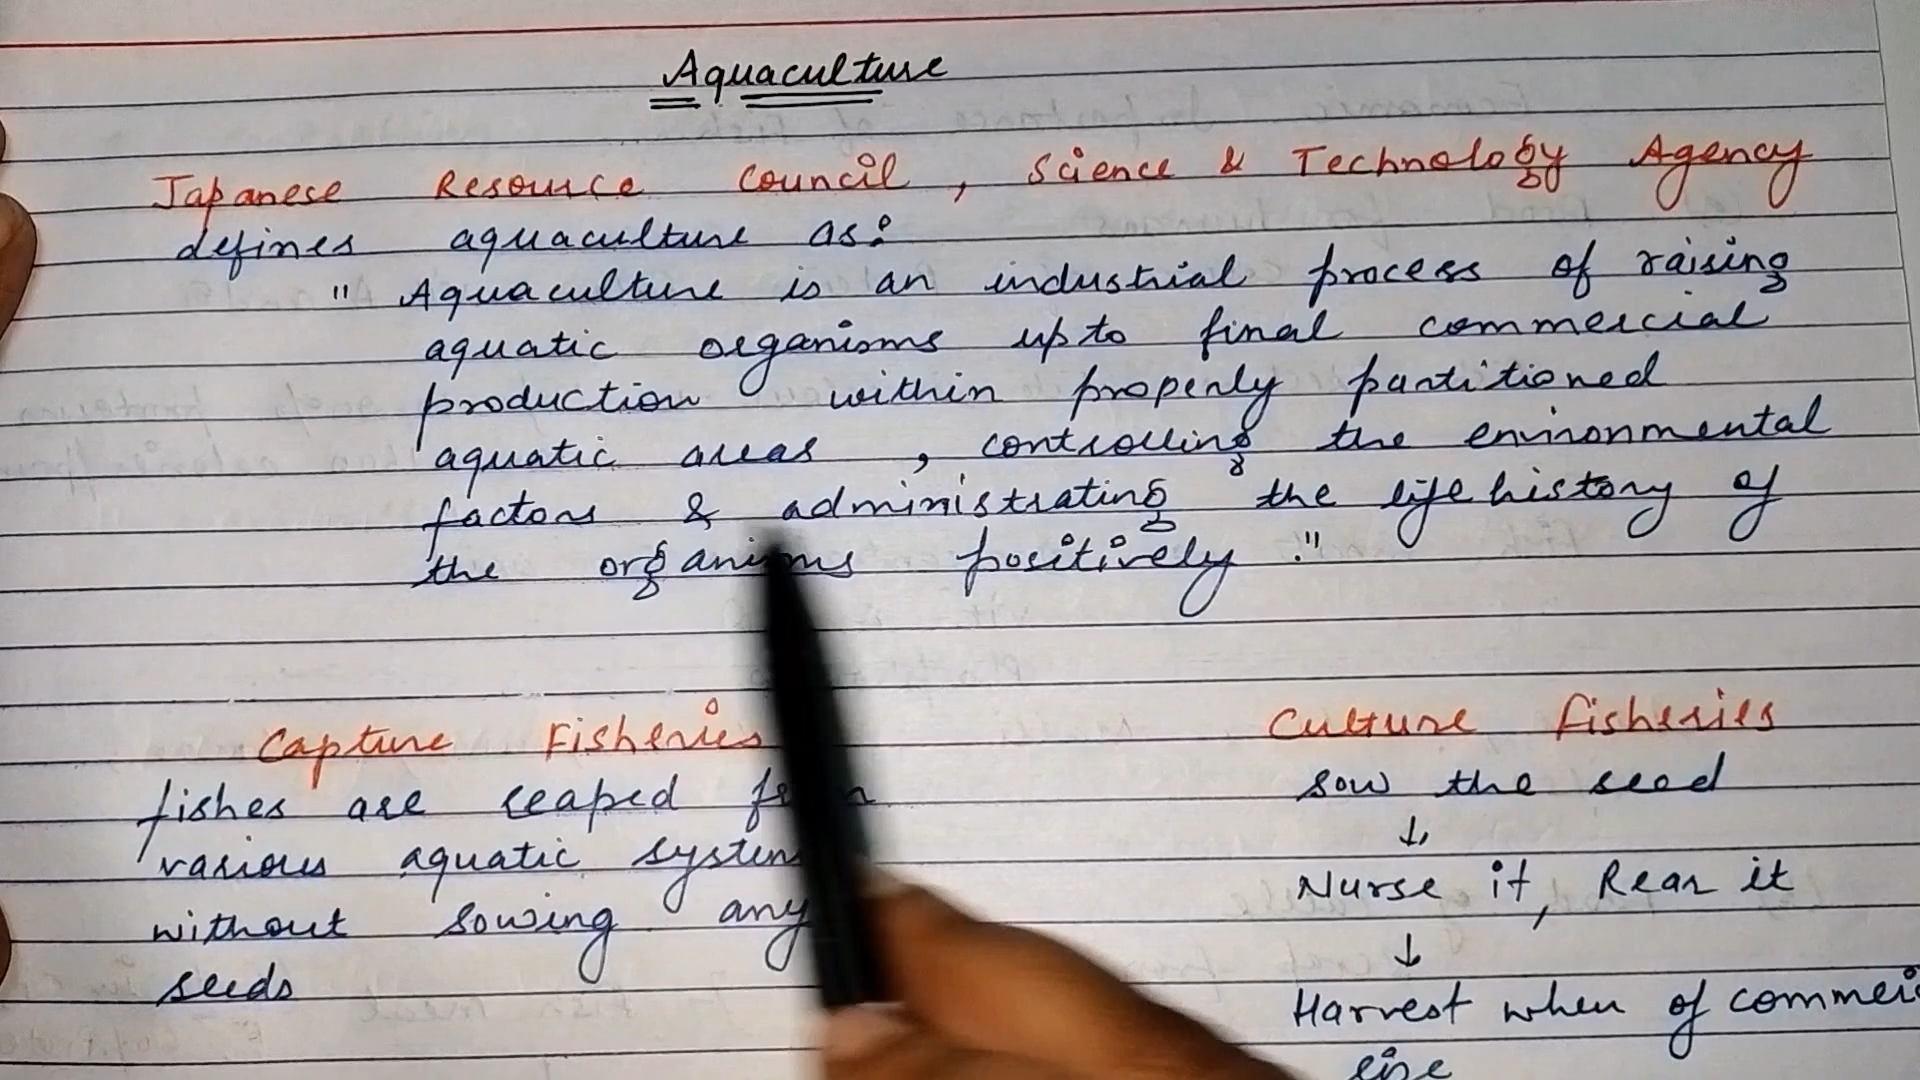 Aquaculture
Japanese Resource Council, Science & Technology Agency
defines aquaculture as:
"Aquaculture is an industrial process of raising
aquatic organisms upto final commercial
production within properly partitioned
aquatic areas, controlling the environmental
factors & administrating the life history of
the organisms positively."
Capture Fisheries
fishes are reaped from
various aquatic system
without sowing any
seeds
Culture Fisheries
sow the seed
↓
Nurse it, Rear it
↓
Harvest when of commerci